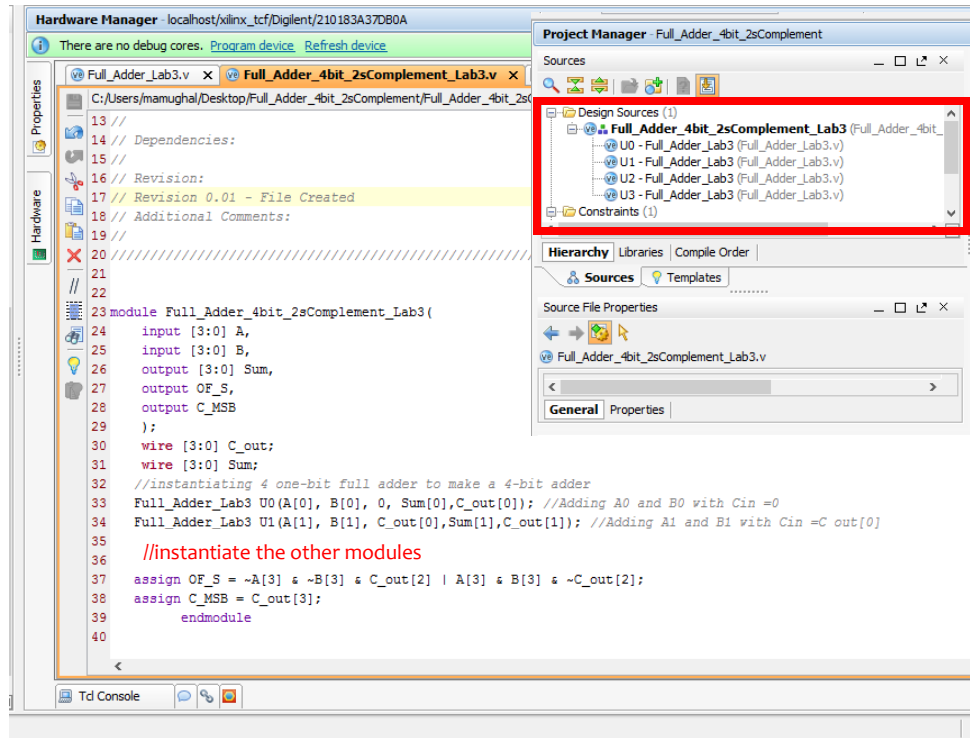 Hardware Manager - localhost/xilinx_tcf/Digilent/210183A37DB0A
There are no debug cores. Program device Refresh device
Properties
Hardware
Full_Adder_Lab3.v × Full_Adder_4bit_2sComplement_Lab3.v ×
C:/Users/mamughal/Desktop/Full_Adder_4bit_2sComplement/Full_Adder_4bit_2s
13 //
14 // Dependencies:
15 //
16 // Revision:
17 // Revision 0.01 - File Created
18 // Additional Comments:
19 //
20 //////////////////////////////////////////////////////
21
22
23 module Full_Adder_4bit_2sComplement_Lab3(
24 input [3:0] A,
25 input [3:0] B,
26 output [3:0] Sum,
27 output OF_S,
28 output C_MSB
29 );
30 wire [3:0] C_out;
31 wire [3:0] Sum;
32 //instantiating 4 one-bit full adder to make a 4-bit adder
33 Full_Adder_Lab3 U0(A[0], B[0], 0, Sum[0],C_out[0]); //Adding A0 and B0 with Cin =0
34 Full_Adder_Lab3 U1(A[1], B[1], C_out[0],Sum[1],C_out[1]); //Adding A1 and B1 with Cin =C out[0]
35
//instantiate the other modules
36
37 assign OF_S = ~A[3] & ~B[3] & C_out[2] | A[3] & B[3] & ~C_out[2];
38 assign C_MSB = C_out[3];
39 endmodule
40
//
Tcl Console
Project Manager - Full_Adder_4bit_2sComplement
Sources
Design Sources (1)
Full_Adder_4bit_2sComplement_Lab3 (Full_Adder_4bit_
U0 - Full_Adder_Lab3 (Full_Adder_Lab3.v)
U1 - Full_Adder_Lab3 (Full_Adder_Lab3.v)
U2 - Full_Adder_Lab3 (Full_Adder_Lab3.v)
U3 - Full_Adder_Lab3 (Full_Adder_Lab3.v)
Constraints (1)
Hierarchy Libraries Compile Order
Sources Templates
Source File Properties
Full_Adder_4bit_2sComplement_Lab3.v
General Properties